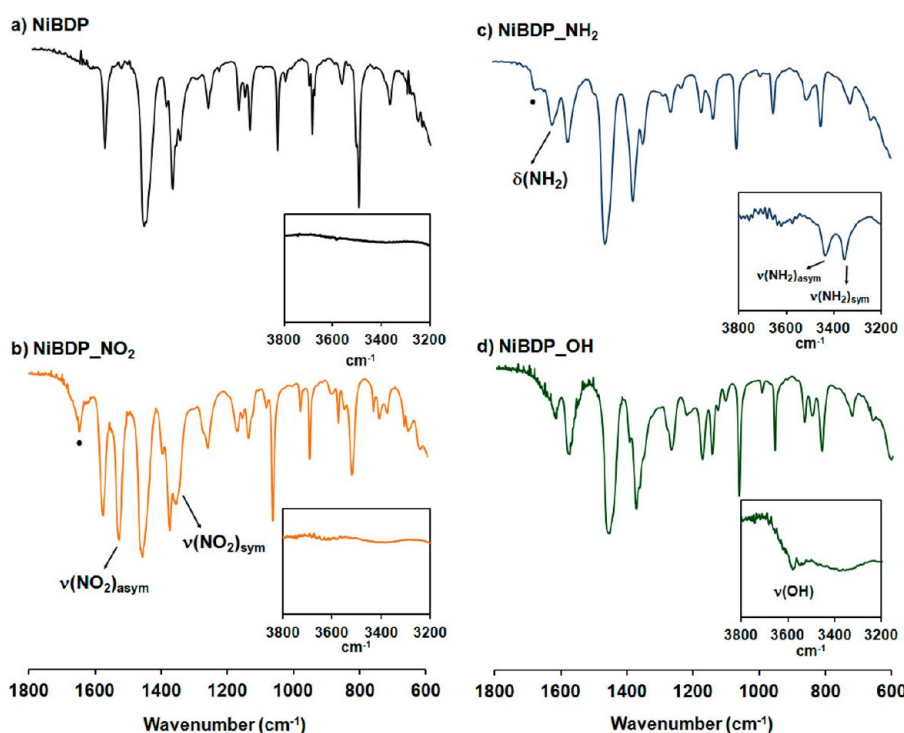 a) NiBDP
3800 3600 3400 3200
cm⁻¹
b) NiBDP_NO₂
•
ν(NO₂)asym
ν(NO₂)sym
3800 3600 3400 3200
cm⁻¹
1800 1600 1400 1200 1000 800 600
Wavenumber (cm⁻¹)
c) NiBDP_NH₂
•
δ(NH₂)
ν(NH₂)asym
ν(NH₂)sym
3800 3600 3400 3200
cm⁻¹
d) NiBDP_OH
ν(OH)
3800 3600 3400 3200
cm⁻¹
1800 1600 1400 1200 1000 800 600
Wavenumber (cm⁻¹)